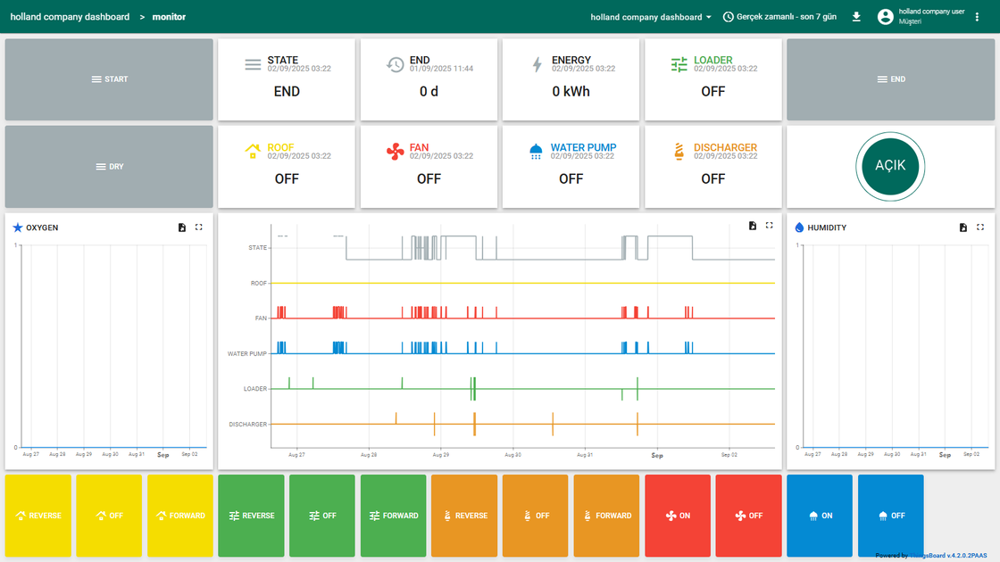 holland company dashboard > monitor
holland company dashboard
Gerçek zamanlı - son 7 gün
holland company user
Müşteri
START
STATE
02/09/2025 03:22
END
END
01/09/2025 11:44
0 d
ENERGY
02/09/2025 03:22
0 kWh
LOADER
02/09/2025 03:22
OFF
END
DRY
ROOF
02/09/2025 03:22
OFF
FAN
02/09/2025 03:22
OFF
WATER PUMP
02/09/2025 03:22
OFF
DISCHARGER
02/09/2025 03:22
OFF
AÇIK
OXYGEN
1
0
Aug 27 Aug 28 Aug 29 Aug 30 Aug 31 Sep Sep 02
STATE
ROOF
FAN
WATER PUMP
LOADER
DISCHARGER
Aug 27 Aug 28 Aug 29 Aug 30 Aug 31 Sep Sep 02
HUMIDITY
1
0
Aug 27 Aug 28 Aug 29 Aug 30 Aug 31 Sep Sep 02
REVERSE
OFF
FORWARD
REVERSE
OFF
FORWARD
REVERSE
OFF
FORWARD
ON
OFF
ON
OFF
Powered by ThingsBoard v.4.2.0.2PAAS